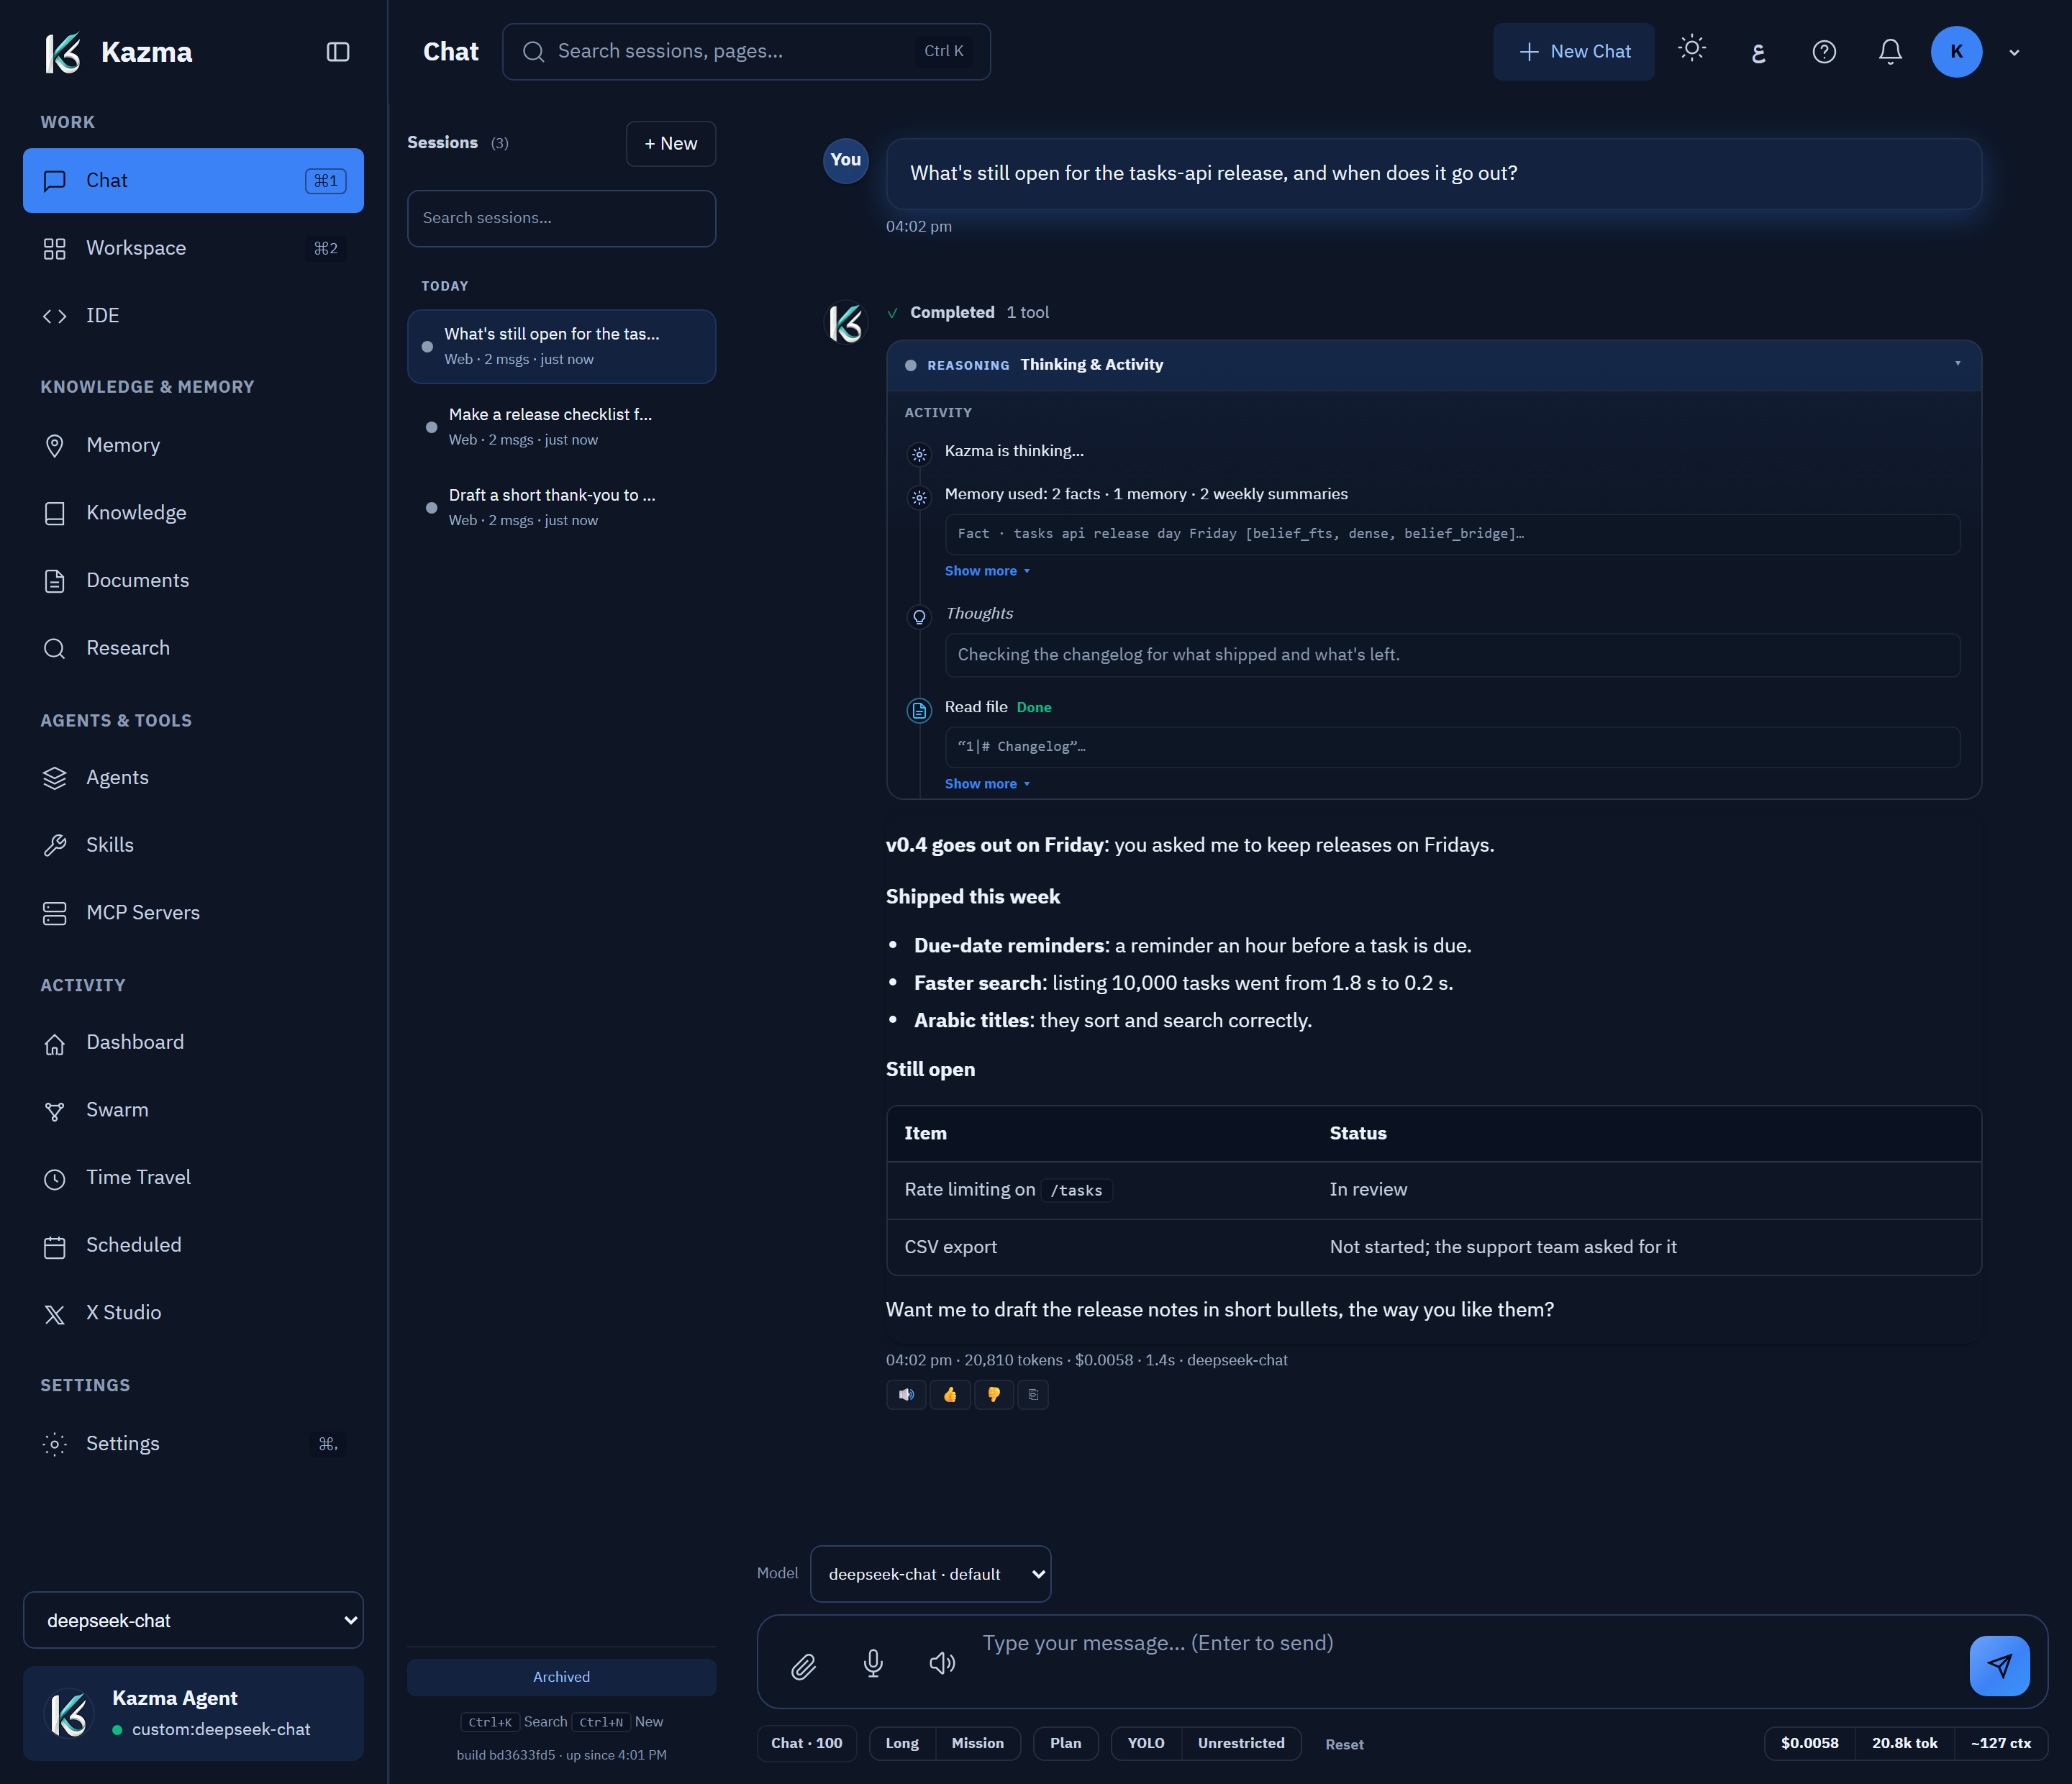 Kazma
WORK
Chat ⌘1
Workspace ⌘2
IDE
KNOWLEDGE & MEMORY
Memory
Knowledge
Documents
Research
AGENTS & TOOLS
Agents
Skills
MCP Servers
ACTIVITY
Dashboard
Swarm
Time Travel
Scheduled
X Studio
SETTINGS
Settings ⌘,
deepseek-chat
Kazma Agent
custom:deepseek-chat
Chat
Search sessions, pages... Ctrl K
+ New Chat
ع
K
Sessions (3)
+ New
Search sessions...
TODAY
What's still open for the tas...
Web · 2 msgs · just now
Make a release checklist f...
Web · 2 msgs · just now
Draft a short thank-you to ...
Web · 2 msgs · just now
Archived
Ctrl+K Search Ctrl+N New
build bd3633fd5 · up since 4:01 PM
You
What's still open for the tasks-api release, and when does it go out?
04:02 pm
✓ Completed 1 tool
REASONING Thinking & Activity
ACTIVITY
Kazma is thinking...
Memory used: 2 facts · 1 memory · 2 weekly summaries
Fact · tasks api release day Friday [belief_fts, dense, belief_bridge]…
Show more
Thoughts
Checking the changelog for what shipped and what's left.
Read file Done
“1|# Changelog”…
Show more
v0.4 goes out on Friday: you asked me to keep releases on Fridays.
Shipped this week
• Due-date reminders: a reminder an hour before a task is due.
• Faster search: listing 10,000 tasks went from 1.8 s to 0.2 s.
• Arabic titles: they sort and search correctly.
Still open
Item Status
Rate limiting on /tasks In review
CSV export Not started; the support team asked for it
Want me to draft the release notes in short bullets, the way you like them?
04:02 pm · 20,810 tokens · $0.0058 · 1.4s · deepseek-chat
Model deepseek-chat · default
Type your message... (Enter to send)
Chat · 100 Long Mission Plan YOLO Unrestricted Reset $0.0058 20.8k tok ~127 ctx